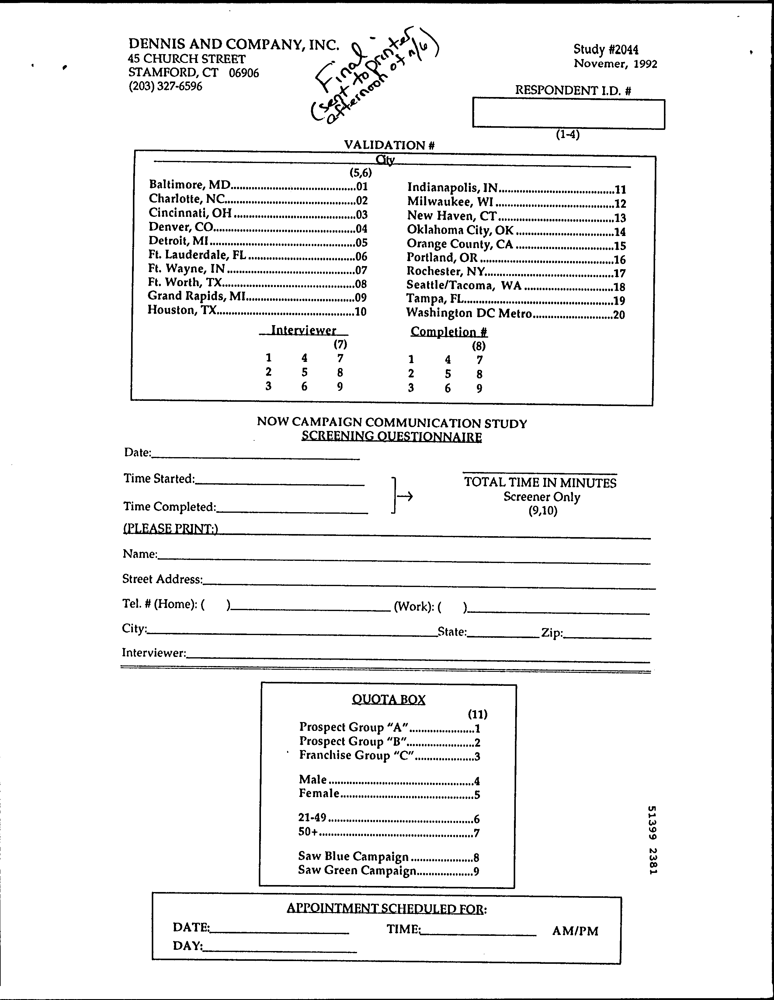 DENNIS AND COMPANY, INC.
45 CHURCH STREET
STAMFORD, CT 06906
(203) 327-6596
Final
(sent to printer
afternoon of 11/6)
Study #2044
Novemer, 1992
RESPONDENT I.D. #
(1-4)
VALIDATION #
City
(5,6)
Baltimore, MD..................................01
Charlotte, NC...................................02
Cincinnati, OH.................................03
Denver, CO......................................04
Detroit, MI.......................................05
Ft. Lauderdale, FL.............................06
Ft. Wayne, IN...................................07
Ft. Worth, TX....................................08
Grand Rapids, MI..............................09
Houston, TX.....................................10
Indianapolis, IN................................11
Milwaukee, WI.................................12
New Haven, CT................................13
Oklahoma City, OK...........................14
Orange County, CA...........................15
Portland, OR....................................16
Rochester, NY...................................17
Seattle/Tacoma, WA.........................18
Tampa, FL........................................19
Washington DC Metro......................20
Interviewer
(7)
1 4 7
2 5 8
3 6 9
Completion #
(8)
1 4 7
2 5 8
3 6 9
NOW CAMPAIGN COMMUNICATION STUDY
SCREENING QUESTIONNAIRE
Date:
Time Started:
Time Completed:
TOTAL TIME IN MINUTES
Screener Only
(9,10)
(PLEASE PRINT:)
Name:
Street Address:
Tel. # (Home): ( ) (Work): ( )
City: State: Zip:
Interviewer:
QUOTA BOX
(11)
Prospect Group "A"......................1
Prospect Group "B".......................2
Franchise Group "C"....................3
Male................................................4
Female............................................5
21-49................................................6
50+...................................................7
Saw Blue Campaign.....................8
Saw Green Campaign...................9
51399 2381
APPOINTMENT SCHEDULED FOR:
DATE: TIME: AM/PM
DAY: